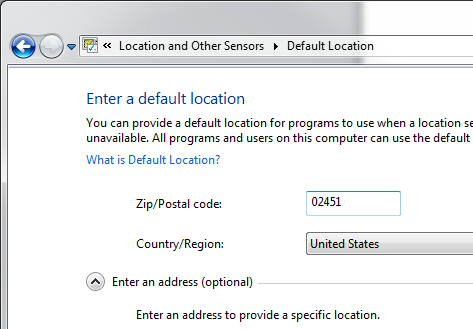 « Location and Other Sensors ▸ Default Location
Enter a default location
You can provide a default location for programs to use when a location
unavailable. All programs and users on this computer can use the default
What is Default Location?
Zip/Postal code: 02451
Country/Region: United States
Enter an address (optional)
Enter an address to provide a specific location.